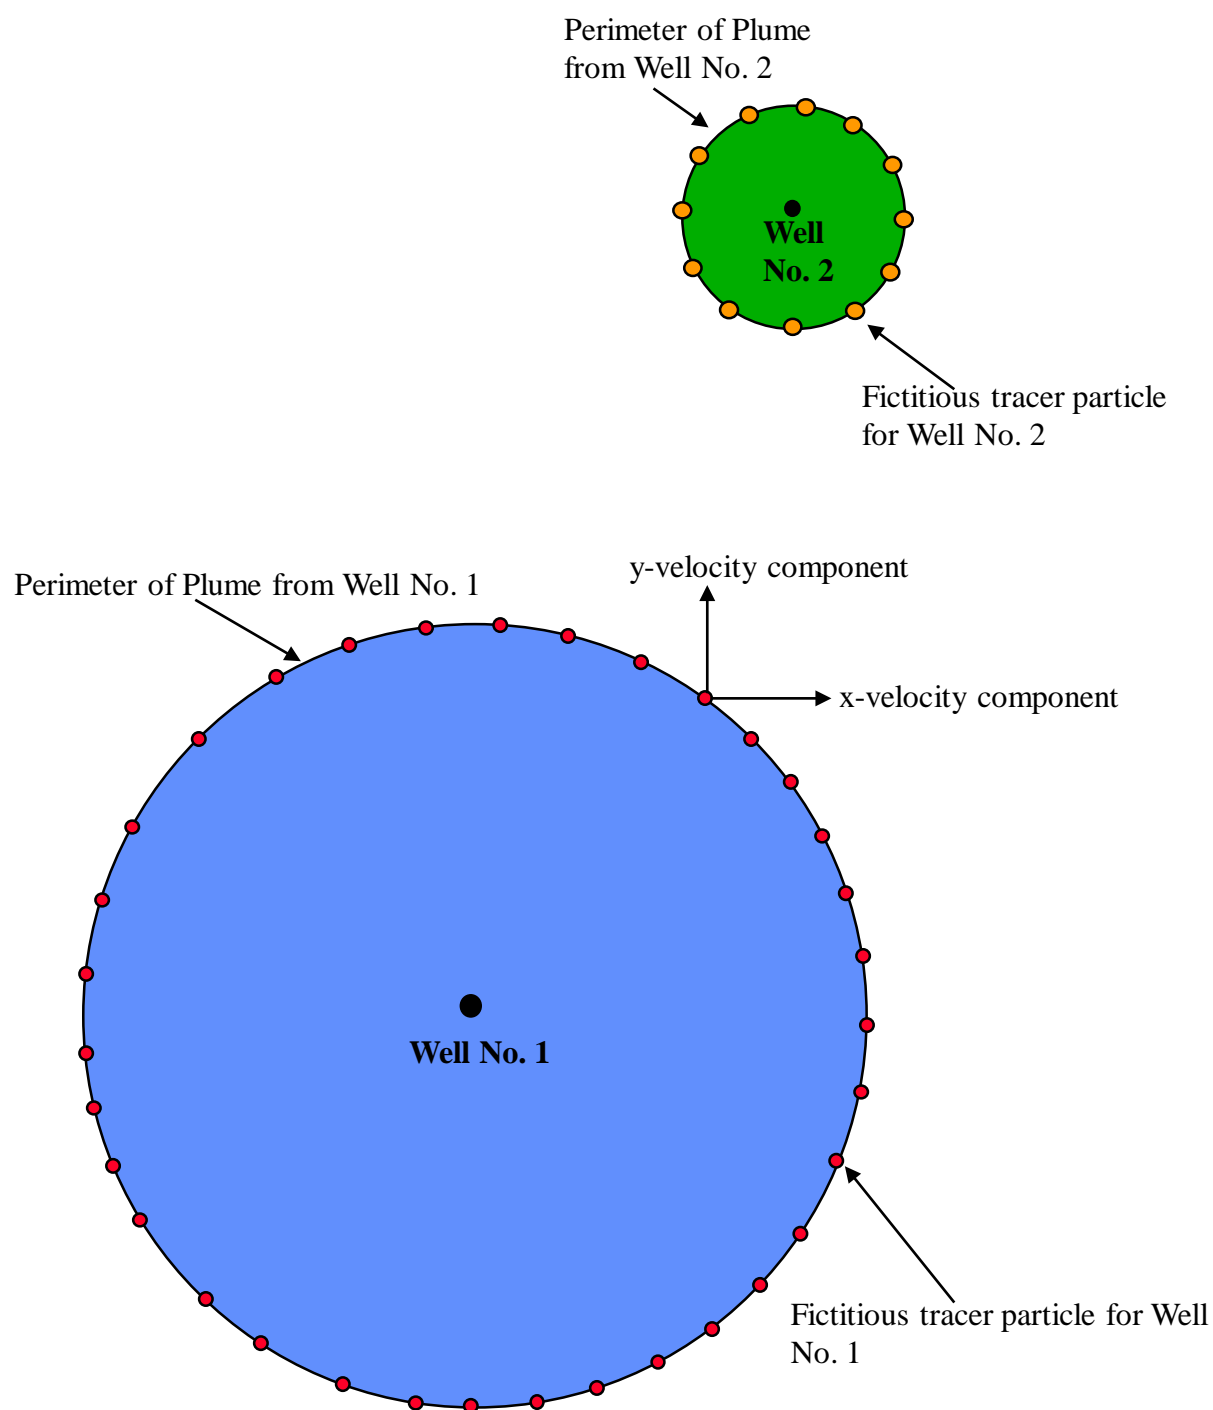 Perimeter of Plume
from Well No. 2
Well
No. 2
Fictitious tracer particle
for Well No. 2
y-velocity component
Perimeter of Plume from Well No. 1
x-velocity component
Well No. 1
Fictitious tracer particle for Well
No. 1